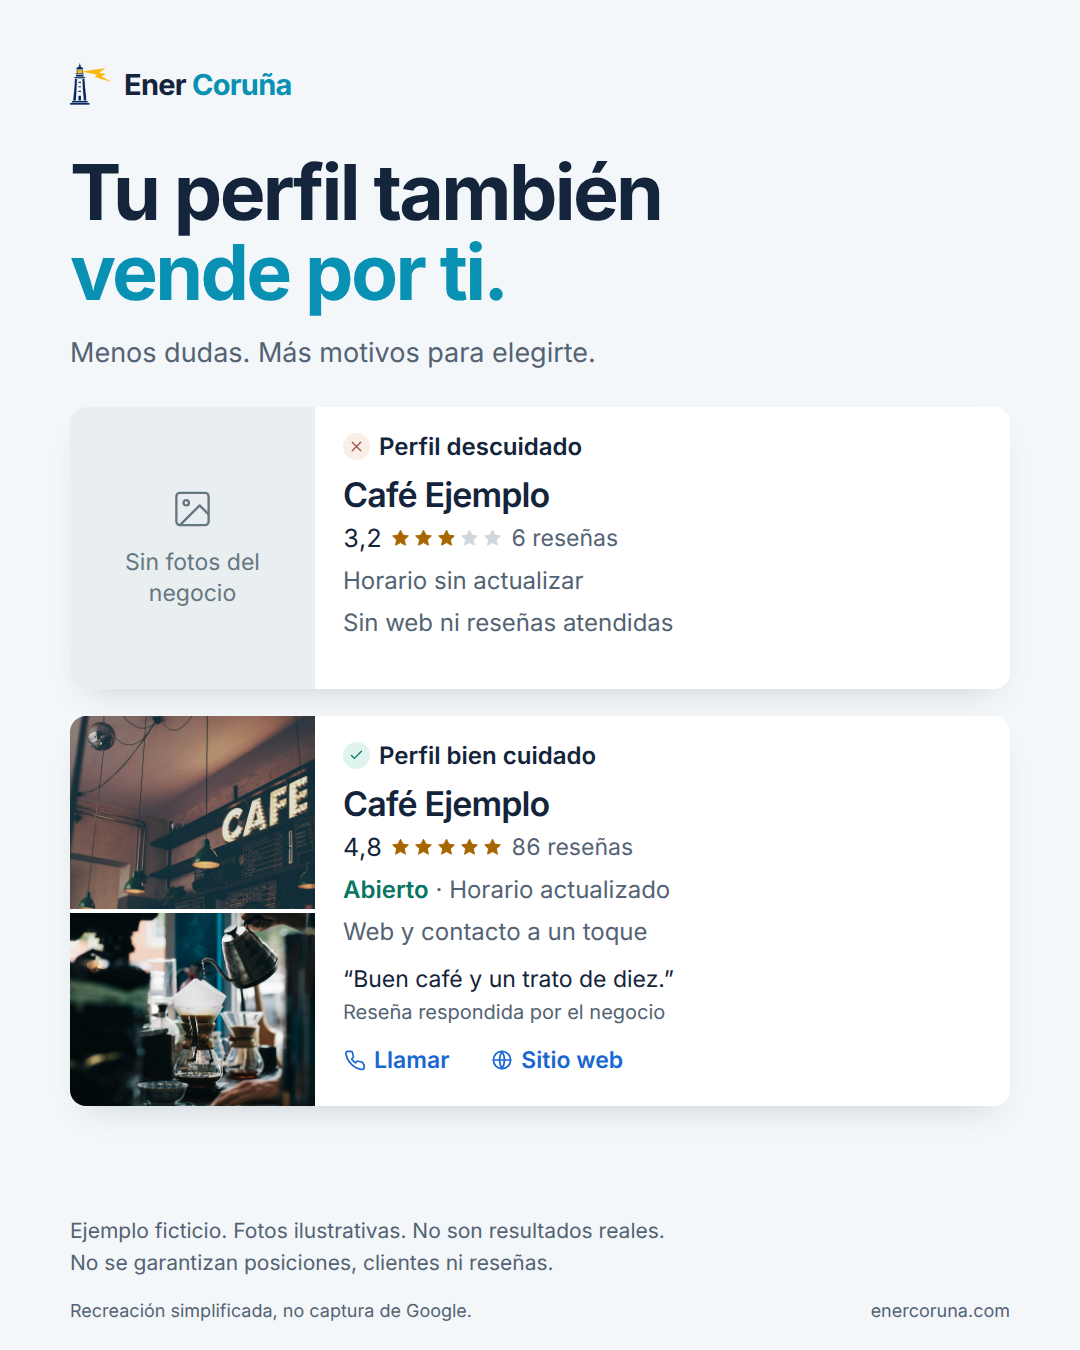 Ener Coruña
Tu perfil también
vende por ti.
Menos dudas. Más motivos para elegirte.
Sin fotos del
negocio
Perfil descuidado
Café Ejemplo
3,2 6 reseñas
Horario sin actualizar
Sin web ni reseñas atendidas
CAFE
Perfil bien cuidado
Café Ejemplo
4,8 86 reseñas
Abierto · Horario actualizado
Web y contacto a un toque
“Buen café y un trato de diez.”
Reseña respondida por el negocio
Llamar Sitio web
Ejemplo ficticio. Fotos ilustrativas. No son resultados reales.
No se garantizan posiciones, clientes ni reseñas.
Recreación simplificada, no captura de Google. enercoruna.com